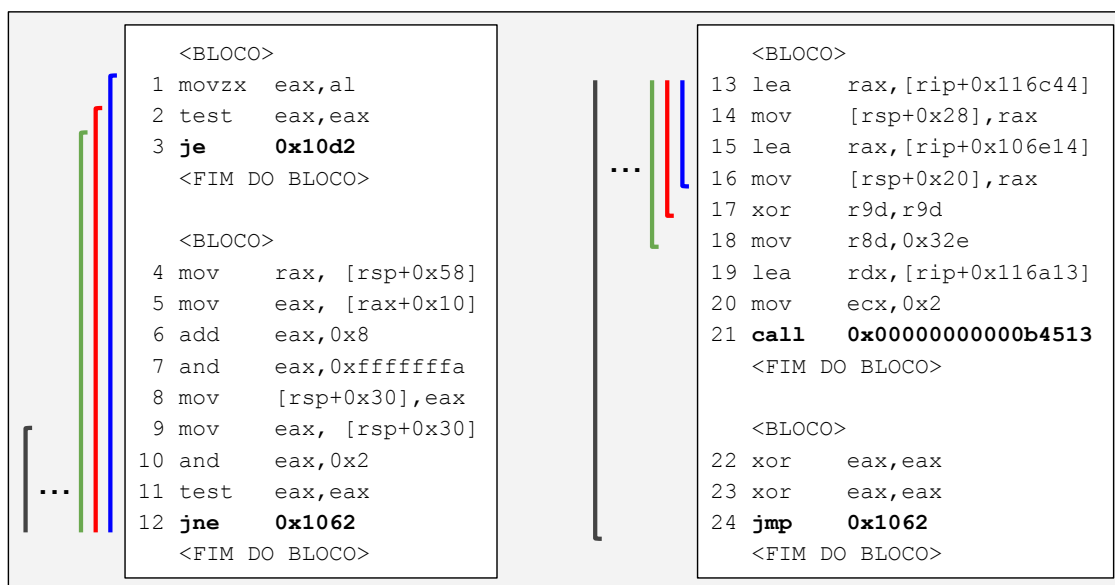 <BLOCO>
1 movzx eax,al
2 test eax,eax
3 je 0x10d2
<FIM DO BLOCO>
<BLOCO>
4 mov rax, [rsp+0x58]
5 mov eax, [rax+0x10]
6 add eax,0x8
7 and eax,0xfffffffa
8 mov [rsp+0x30],eax
9 mov eax, [rsp+0x30]
10 and eax,0x2
11 test eax,eax
12 jne 0x1062
<FIM DO BLOCO>
...
<BLOCO>
13 lea rax,[rip+0x116c44]
14 mov [rsp+0x28],rax
15 lea rax,[rip+0x106e14]
16 mov [rsp+0x20],rax
17 xor r9d,r9d
18 mov r8d,0x32e
19 lea rdx,[rip+0x116a13]
20 mov ecx,0x2
21 call 0x00000000000b4513
<FIM DO BLOCO>
<BLOCO>
22 xor eax,eax
23 xor eax,eax
24 jmp 0x1062
<FIM DO BLOCO>
...